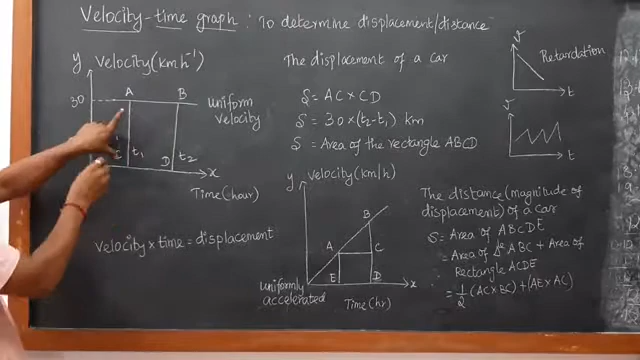 Velocity-time graph : To determine displacement/distance
y Velocity(Kmh⁻¹)
30
A
B
uniform
velocity
t₁
D
t₂
x
Time(hour)
velocity × time = displacement
The displacement of a car
S = AC × CD
S = 30 × (t₂-t₁) km
S = Area of the rectangle ABCD
v
Retardation
t
v
t
y
velocity(km/h)
B
A
C
E
D
x
uniformly
accelerated
Time(hr)
The distance (magnitude of
displacement) of a car
S = Area of ABCDE
= Area of Δˡᵉ ABC + Area of
Rectangle ACDE
= 1/2 (AC×BC) + (AE × AC)